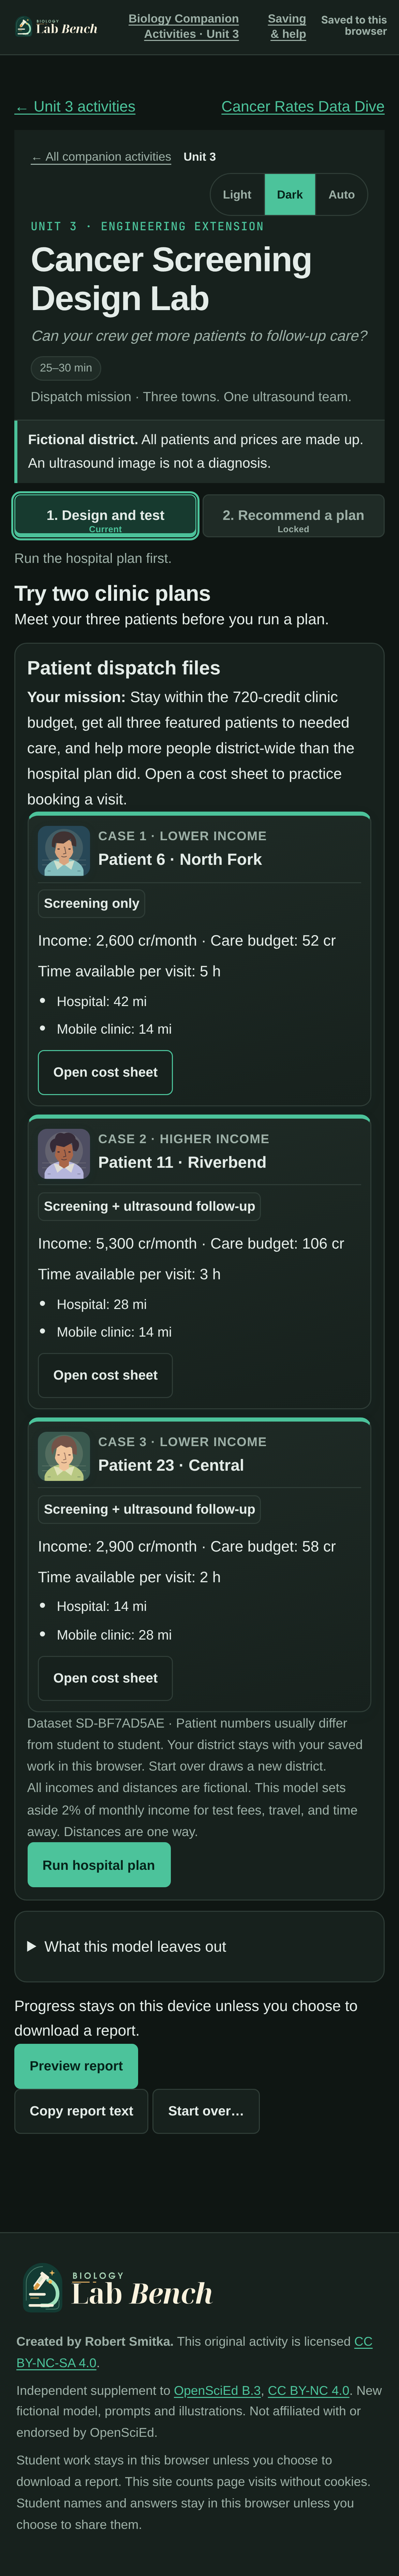 BIOLOGY
Lab Bench
Biology Companion
Activities · Unit 3
Saving
& help
Saved to this
browser
← Unit 3 activities
Cancer Rates Data Dive
← All companion activities
Unit 3
Light
Dark
Auto
UNIT 3 · ENGINEERING EXTENSION
Cancer Screening
Design Lab
Can your crew get more patients to follow-up care?
25–30 min
Dispatch mission · Three towns. One ultrasound team.
Fictional district. All patients and prices are made up.
An ultrasound image is not a diagnosis.
1. Design and test
Current
2. Recommend a plan
Locked
Run the hospital plan first.
Try two clinic plans
Meet your three patients before you run a plan.
Patient dispatch files
Your mission: Stay within the 720-credit clinic
budget, get all three featured patients to needed
care, and help more people district-wide than the
hospital plan did. Open a cost sheet to practice
booking a visit.
CASE 1 · LOWER INCOME
Patient 6 · North Fork
Screening only
Income: 2,600 cr/month · Care budget: 52 cr
Time available per visit: 5 h
• Hospital: 42 mi
• Mobile clinic: 14 mi
Open cost sheet
CASE 2 · HIGHER INCOME
Patient 11 · Riverbend
Screening + ultrasound follow-up
Income: 5,300 cr/month · Care budget: 106 cr
Time available per visit: 3 h
• Hospital: 28 mi
• Mobile clinic: 14 mi
Open cost sheet
CASE 3 · LOWER INCOME
Patient 23 · Central
Screening + ultrasound follow-up
Income: 2,900 cr/month · Care budget: 58 cr
Time available per visit: 2 h
• Hospital: 14 mi
• Mobile clinic: 28 mi
Open cost sheet
Dataset SD-BF7AD5AE · Patient numbers usually differ
from student to student. Your district stays with your saved
work in this browser. Start over draws a new district.
All incomes and distances are fictional. This model sets
aside 2% of monthly income for test fees, travel, and time
away. Distances are one way.
Run hospital plan
▶ What this model leaves out
Progress stays on this device unless you choose to
download a report.
Preview report
Copy report text
Start over…
BIOLOGY
Lab Bench
Created by Robert Smitka. This original activity is licensed CC
BY-NC-SA 4.0.
Independent supplement to OpenSciEd B.3, CC BY-NC 4.0. New
fictional model, prompts and illustrations. Not affiliated with or
endorsed by OpenSciEd.
Student work stays in this browser unless you choose to
download a report. This site counts page visits without cookies.
Student names and answers stay in this browser unless you
choose to share them.